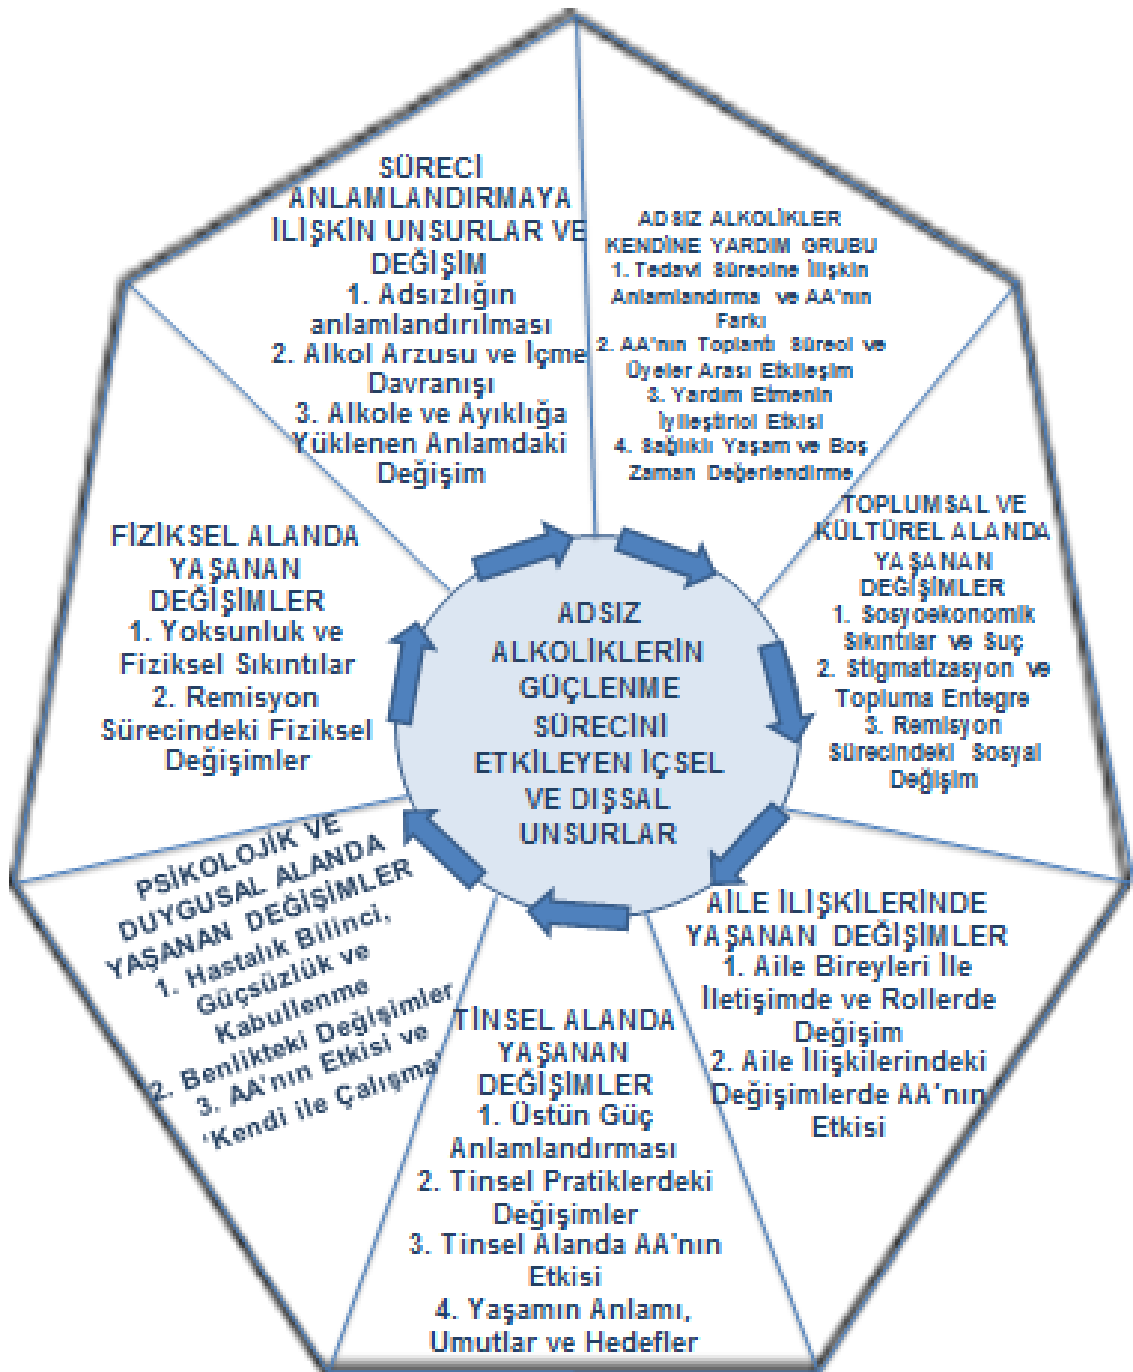 SÜRECİ
ANLAMLANDIRMAYA
İLİŞKİN UNSURLAR VE
DEĞİŞİM
1. Adsızlığın
anlamlandırılması
2. Alkol Arzusu ve İçme
Davranışı
3. Alkole ve Ayıklığa
Yüklenen Anlamdaki
Değişim
ADSIZ ALKOLİKLER
KENDİNE YARDIM GRUBU
1. Tedavi Sürecine İlişkin
Anlamlandırma ve AA'nın
Farkı
2. AA'nın Toplantı Süreci ve
Üyeler Arası Etkileşim
3. Yardım Etmenin
İyileştirici Etkisi
4. Sağlıklı Yaşam ve Boş
Zaman Değerlendirme
TOPLUMSAL VE
KÜLTÜREL ALANDA
YAŞANAN
DEĞİŞİMLER
1. Sosyoekonomik
Sıkıntılar ve Suç
2. Stigmatizasyon ve
Topluma Entegre
3. Remisyon
Sürecindeki Sosyal
Değişim
AİLE İLİŞKİLERİNDE
YAŞANAN DEĞİŞİMLER
1. Aile Bireyleri İle
İletişimde ve Rollerde
Değişim
2. Aile İlişkilerindeki
Değişimlerde AA'nın
Etkisi
TİNSEL ALANDA
YAŞANAN
DEĞİŞİMLER
1. Üstün Güç
Anlamlandırması
2. Tinsel Pratiklerdeki
Değişimler
3. Tinsel Alanda AA'nın
Etkisi
4. Yaşamın Anlamı,
Umutlar ve Hedefler
PSİKOLOJİK VE
DUYGUSAL ALANDA
YAŞANAN DEĞİŞİMLER
1. Hastalık Bilinci,
Güçsüzlük ve
Kabullenme
2. Benlikteki Değişimler
3. AA'nın Etkisi ve
'Kendi ile Çalışma'
FİZİKSEL ALANDA
YAŞANAN
DEĞİŞİMLER
1. Yoksunluk ve
Fiziksel Sıkıntılar
2. Remisyon
Sürecindeki Fiziksel
Değişimler
ADSIZ
ALKOLİKLERİN
GÜÇLENME
SÜRECİNİ
ETKİLEYEN İÇSEL
VE DIŞSAL
UNSURLAR